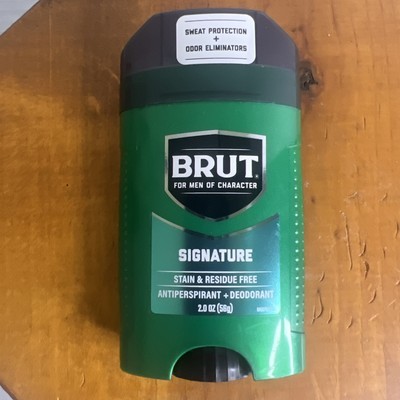 SWEAT PROTECTION
+
ODOR ELIMINATORS
BRUT
FOR MEN OF CHARACTER
SIGNATURE
STAIN & RESIDUE FREE
ANTIPERSPIRANT + DEODORANT
2.0 OZ (56g)